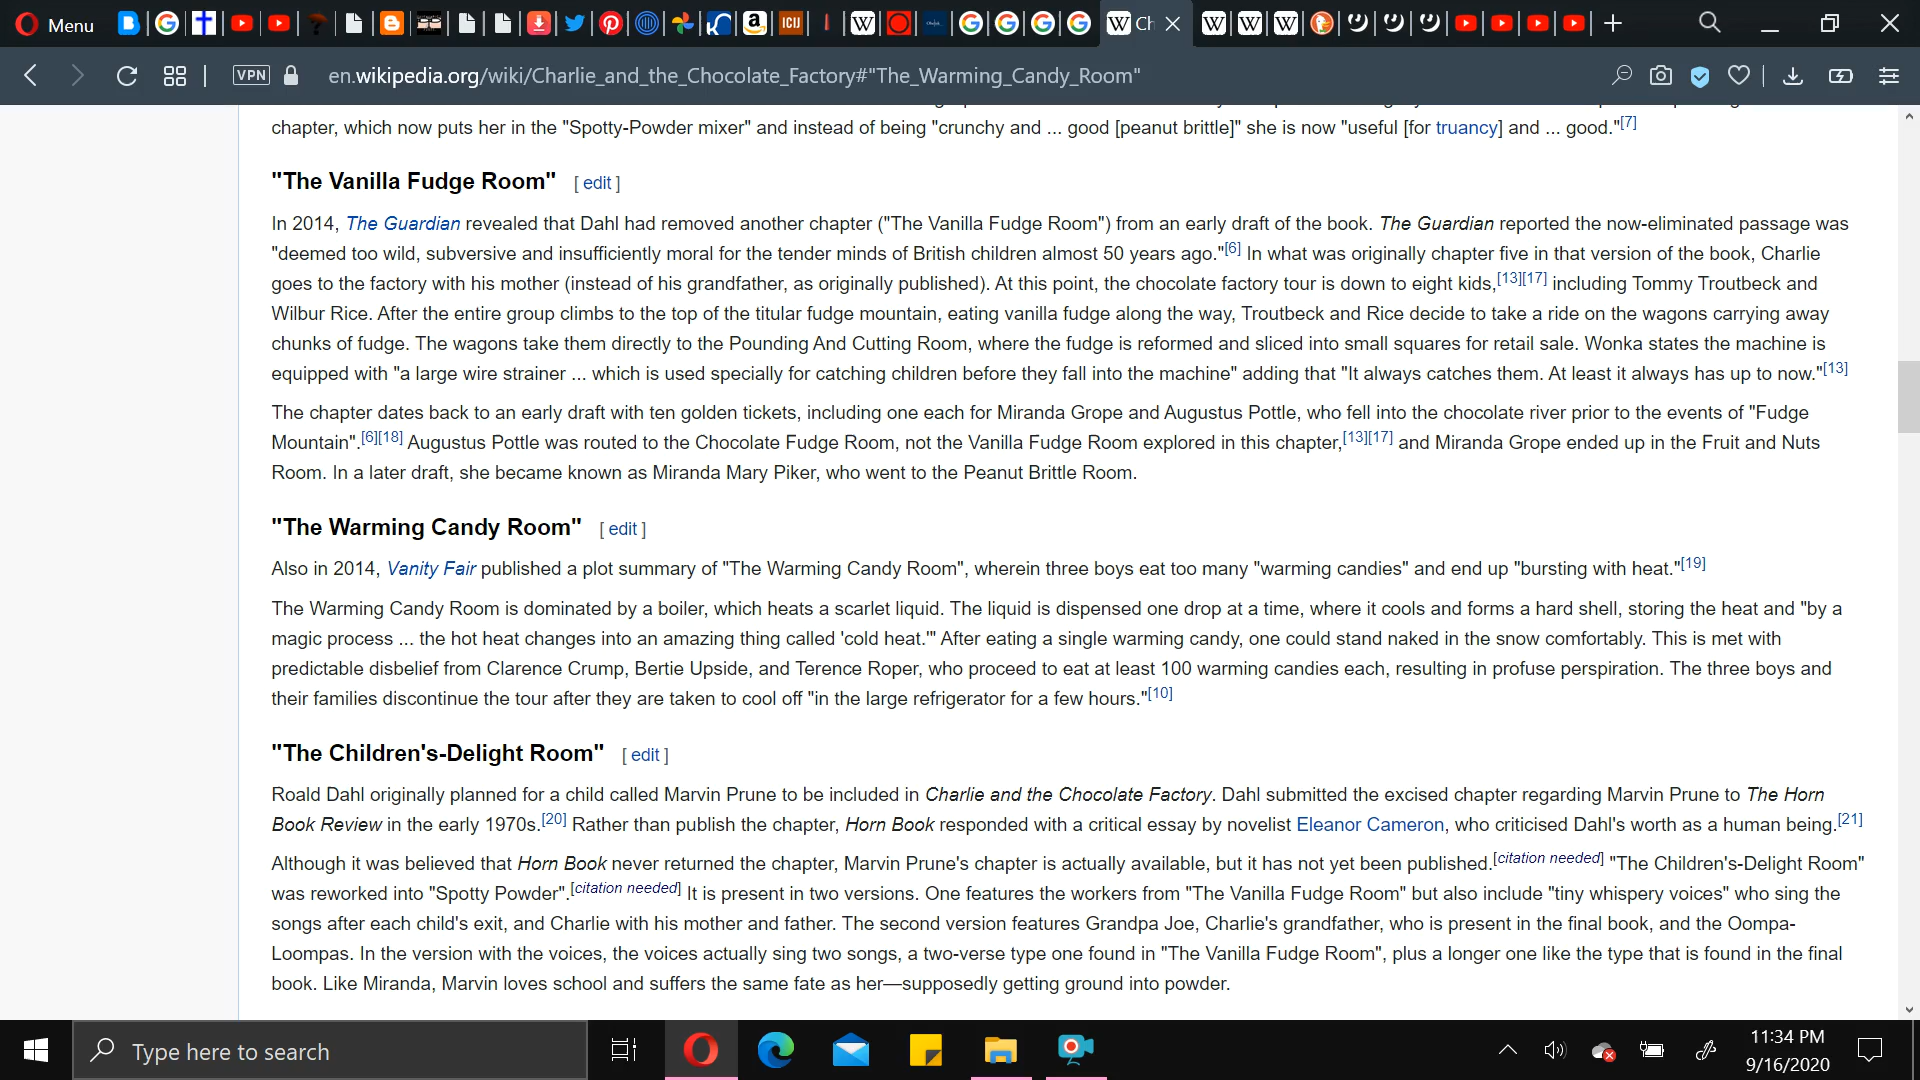 Menu
Ch
VPN
en.wikipedia.org/wiki/Charlie_and_the_Chocolate_Factory#"The_Warming_Candy_Room"
chapter, which now puts her in the "Spotty-Powder mixer" and instead of being "crunchy and ... good [peanut brittle]" she is now "useful [for truancy] and ... good."[7]
"The Vanilla Fudge Room" [ edit ]
In 2014, The Guardian revealed that Dahl had removed another chapter ("The Vanilla Fudge Room") from an early draft of the book. The Guardian reported the now-eliminated passage was
"deemed too wild, subversive and insufficiently moral for the tender minds of British children almost 50 years ago."[6] In what was originally chapter five in that version of the book, Charlie
goes to the factory with his mother (instead of his grandfather, as originally published). At this point, the chocolate factory tour is down to eight kids,[13][17] including Tommy Troutbeck and
Wilbur Rice. After the entire group climbs to the top of the titular fudge mountain, eating vanilla fudge along the way, Troutbeck and Rice decide to take a ride on the wagons carrying away
chunks of fudge. The wagons take them directly to the Pounding And Cutting Room, where the fudge is reformed and sliced into small squares for retail sale. Wonka states the machine is
equipped with "a large wire strainer ... which is used specially for catching children before they fall into the machine" adding that "It always catches them. At least it always has up to now."[13]
The chapter dates back to an early draft with ten golden tickets, including one each for Miranda Grope and Augustus Pottle, who fell into the chocolate river prior to the events of "Fudge
Mountain".[6][18] Augustus Pottle was routed to the Chocolate Fudge Room, not the Vanilla Fudge Room explored in this chapter,[13][17] and Miranda Grope ended up in the Fruit and Nuts
Room. In a later draft, she became known as Miranda Mary Piker, who went to the Peanut Brittle Room.
"The Warming Candy Room" [ edit ]
Also in 2014, Vanity Fair published a plot summary of "The Warming Candy Room", wherein three boys eat too many "warming candies" and end up "bursting with heat."[19]
The Warming Candy Room is dominated by a boiler, which heats a scarlet liquid. The liquid is dispensed one drop at a time, where it cools and forms a hard shell, storing the heat and "by a
magic process ... the hot heat changes into an amazing thing called 'cold heat.'" After eating a single warming candy, one could stand naked in the snow comfortably. This is met with
predictable disbelief from Clarence Crump, Bertie Upside, and Terence Roper, who proceed to eat at least 100 warming candies each, resulting in profuse perspiration. The three boys and
their families discontinue the tour after they are taken to cool off "in the large refrigerator for a few hours."[10]
"The Children's-Delight Room" [ edit ]
Roald Dahl originally planned for a child called Marvin Prune to be included in Charlie and the Chocolate Factory. Dahl submitted the excised chapter regarding Marvin Prune to The Horn
Book Review in the early 1970s.[20] Rather than publish the chapter, Horn Book responded with a critical essay by novelist Eleanor Cameron, who criticised Dahl's worth as a human being.[21]
Although it was believed that Horn Book never returned the chapter, Marvin Prune's chapter is actually available, but it has not yet been published.[citation needed] "The Children's-Delight Room"
was reworked into "Spotty Powder".[citation needed] It is present in two versions. One features the workers from "The Vanilla Fudge Room" but also include "tiny whispery voices" who sing the
songs after each child's exit, and Charlie with his mother and father. The second version features Grandpa Joe, Charlie's grandfather, who is present in the final book, and the Oompa-
Loompas. In the version with the voices, the voices actually sing two songs, a two-verse type one found in "The Vanilla Fudge Room", plus a longer one like the type that is found in the final
book. Like Miranda, Marvin loves school and suffers the same fate as her—supposedly getting ground into powder.
Type here to search
11:34 PM
9/16/2020